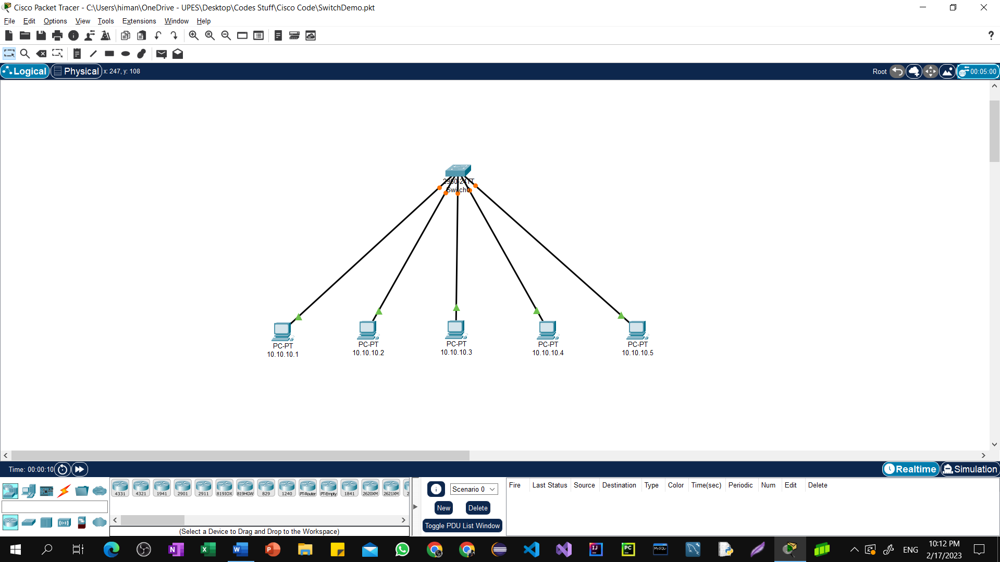 Cisco Packet Tracer - C:\Users\himan\OneDrive - UPES\Desktop\Codes Stuff\Cisco Code\SwitchDemo.pkt
File Edit Options View Tools Extensions Window Help
?
Logical Physical x: 247, y: 108 Root 00:05:00
2960-24TT
Switch0
PC-PT PC-PT PC-PT PC-PT PC-PT
10.10.10.1 10.10.10.2 10.10.10.3 10.10.10.4 10.10.10.5
Time: 00:00:10 Realtime Simulation
4331 4321 1941 2901 2911 819IOX 819HGW 829 1240 PT-Router PT-Empty 1841 2620XM 2621XM 2
Scenario 0
New Delete
Toggle PDU List Window
Fire Last Status Source Destination Type Color Time(sec) Periodic Num Edit Delete
(Select a Device to Drag and Drop to the Workspace)
N X W P IJ PC MySQL ENG
10:12 PM
2/17/2023